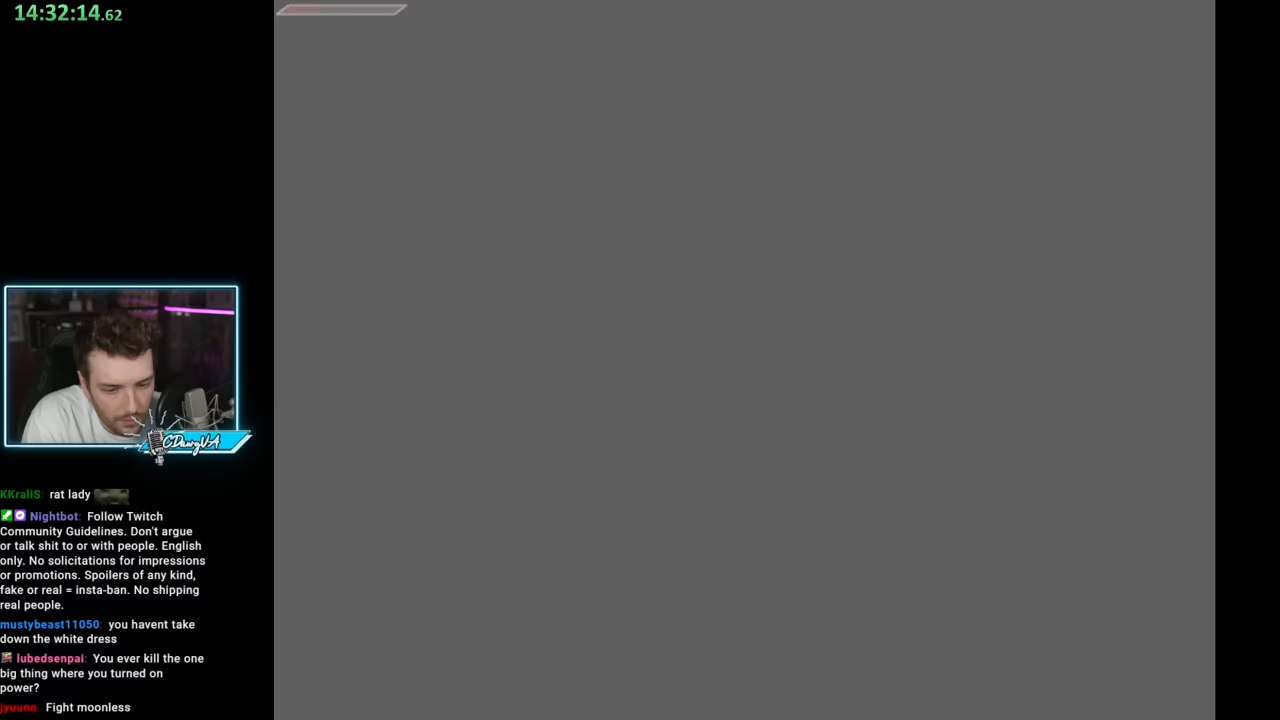 14:32:14.62
CDawgVA
KKraliS: rat lady
Nightbot: Follow Twitch
Community Guidelines. Don't argue
or talk shit to or with people. English
only. No solicitations for impressions
or promotions. Spoilers of any kind,
fake or real = insta-ban. No shipping
real people.
mustybeast11050: you havent take
down the white dress
lubedsenpai: You ever kill the one
big thing where you turned on
power?
jyuunn: Fight moonless